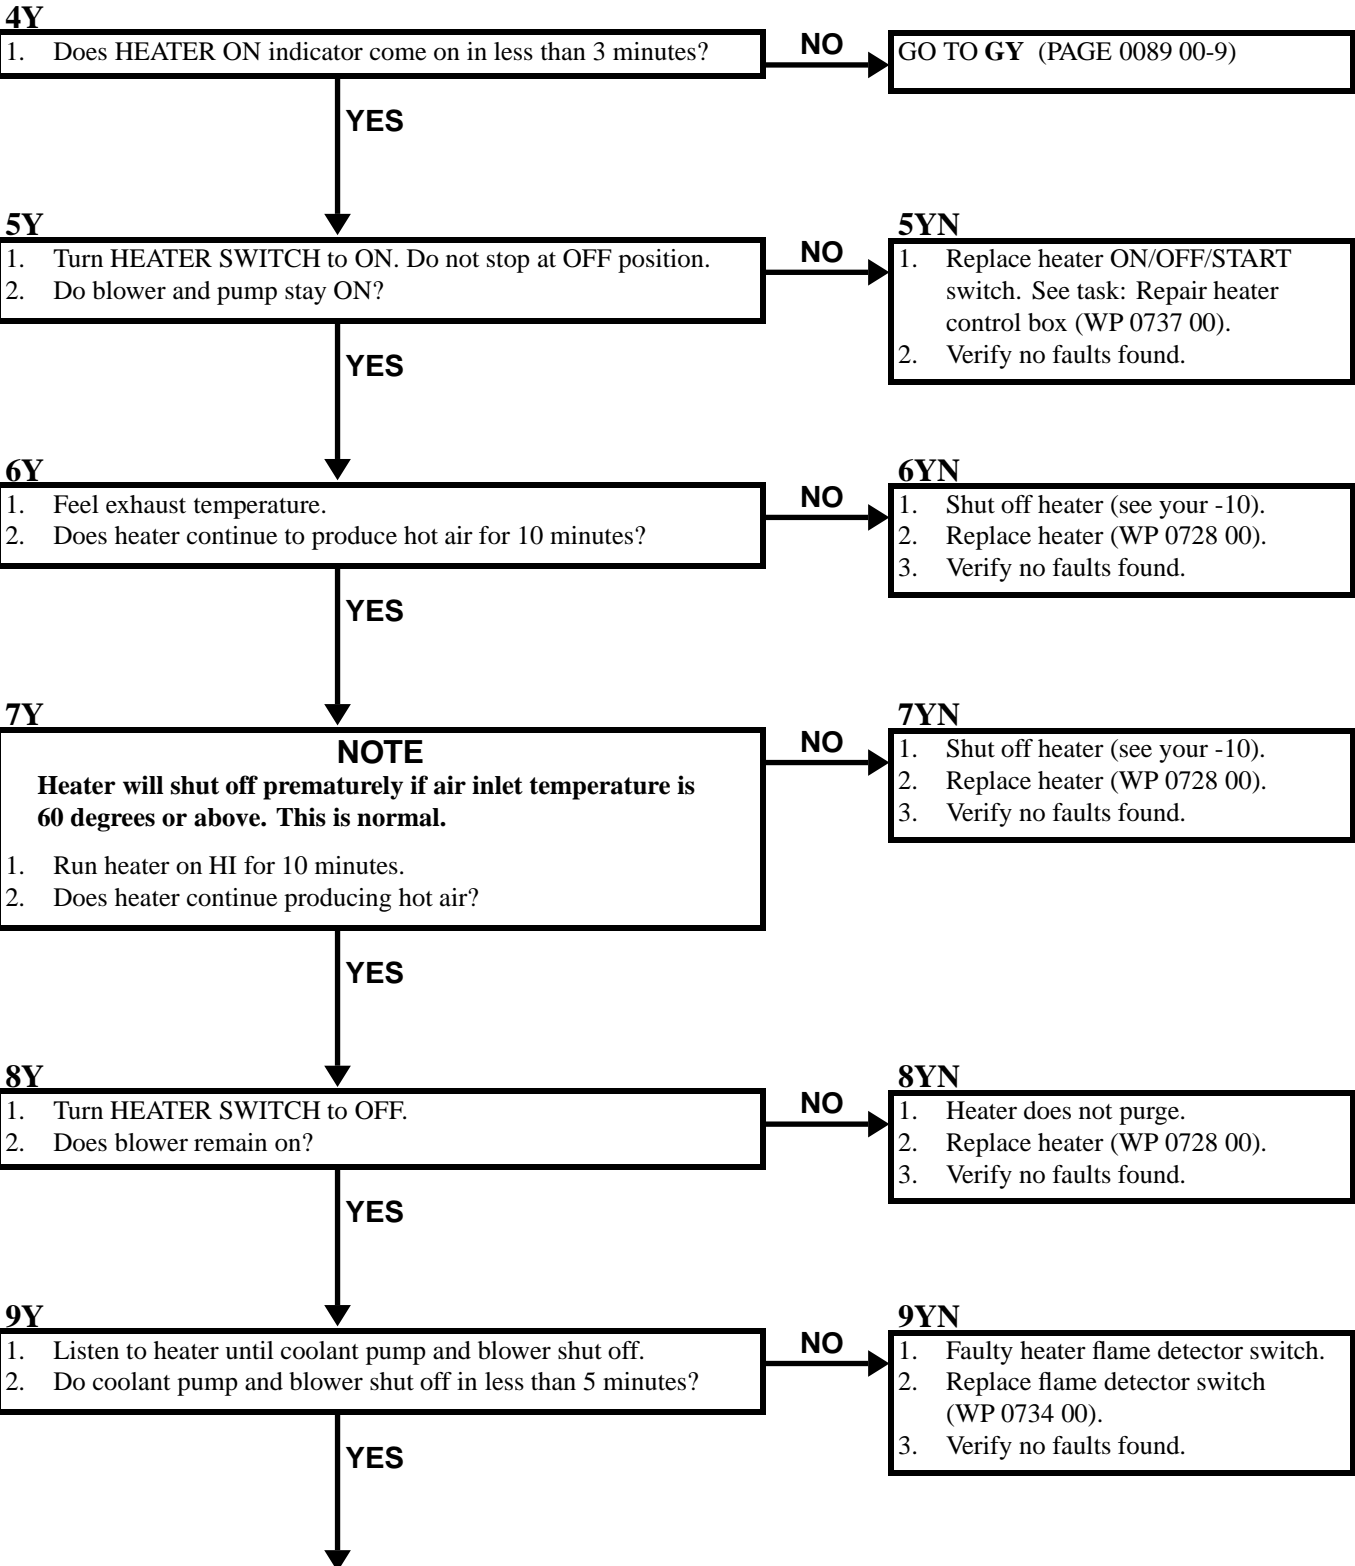 4Y
1. Does HEATER ON indicator come on in less than 3 minutes?
NO
GO TO GY (PAGE 0089 00-9)
YES
5Y
1. Turn HEATER SWITCH to ON. Do not stop at OFF position.
2. Do blower and pump stay ON?
NO
5YN
1. Replace heater ON/OFF/START
switch. See task: Repair heater
control box (WP 0737 00).
2. Verify no faults found.
YES
6Y
1. Feel exhaust temperature.
2. Does heater continue to produce hot air for 10 minutes?
NO
6YN
1. Shut off heater (see your -10).
2. Replace heater (WP 0728 00).
3. Verify no faults found.
YES
7Y
NOTE
Heater will shut off prematurely if air inlet temperature is
60 degrees or above. This is normal.
1. Run heater on HI for 10 minutes.
2. Does heater continue producing hot air?
NO
7YN
1. Shut off heater (see your -10).
2. Replace heater (WP 0728 00).
3. Verify no faults found.
YES
8Y
1. Turn HEATER SWITCH to OFF.
2. Does blower remain on?
NO
8YN
1. Heater does not purge.
2. Replace heater (WP 0728 00).
3. Verify no faults found.
YES
9Y
1. Listen to heater until coolant pump and blower shut off.
2. Do coolant pump and blower shut off in less than 5 minutes?
NO
9YN
1. Faulty heater flame detector switch.
2. Replace flame detector switch
(WP 0734 00).
3. Verify no faults found.
YES